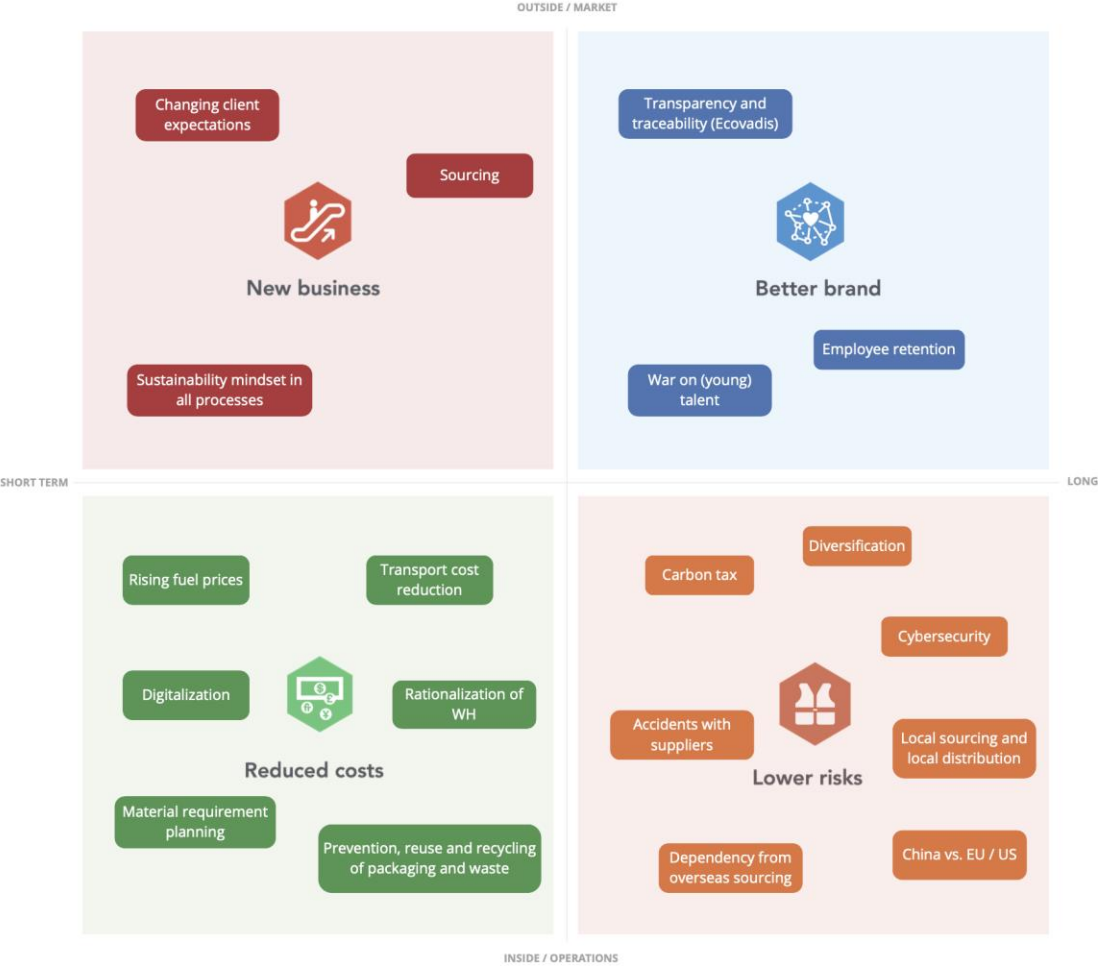 OUTSIDE / MARKET
Changing client
expectations
Sourcing
New business
Sustainability mindset in
all processes
Transparency and
traceability (Ecovadis)
Better brand
Employee retention
War on (young)
talent
SHORT TERM
LONG
Rising fuel prices
Transport cost
reduction
Digitalization
Rationalization of
WH
Reduced costs
Material requirement
planning
Prevention, reuse and recycling
of packaging and waste
Diversification
Carbon tax
Cybersecurity
Accidents with
suppliers
Local sourcing and
local distribution
Lower risks
Dependency from
overseas sourcing
China vs. EU / US
INSIDE / OPERATIONS